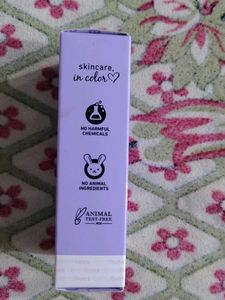 skincare,
in color
NO HARMFUL
CHEMICALS
NO ANIMAL
INGREDIENTS
ANIMAL
TEST-FREE